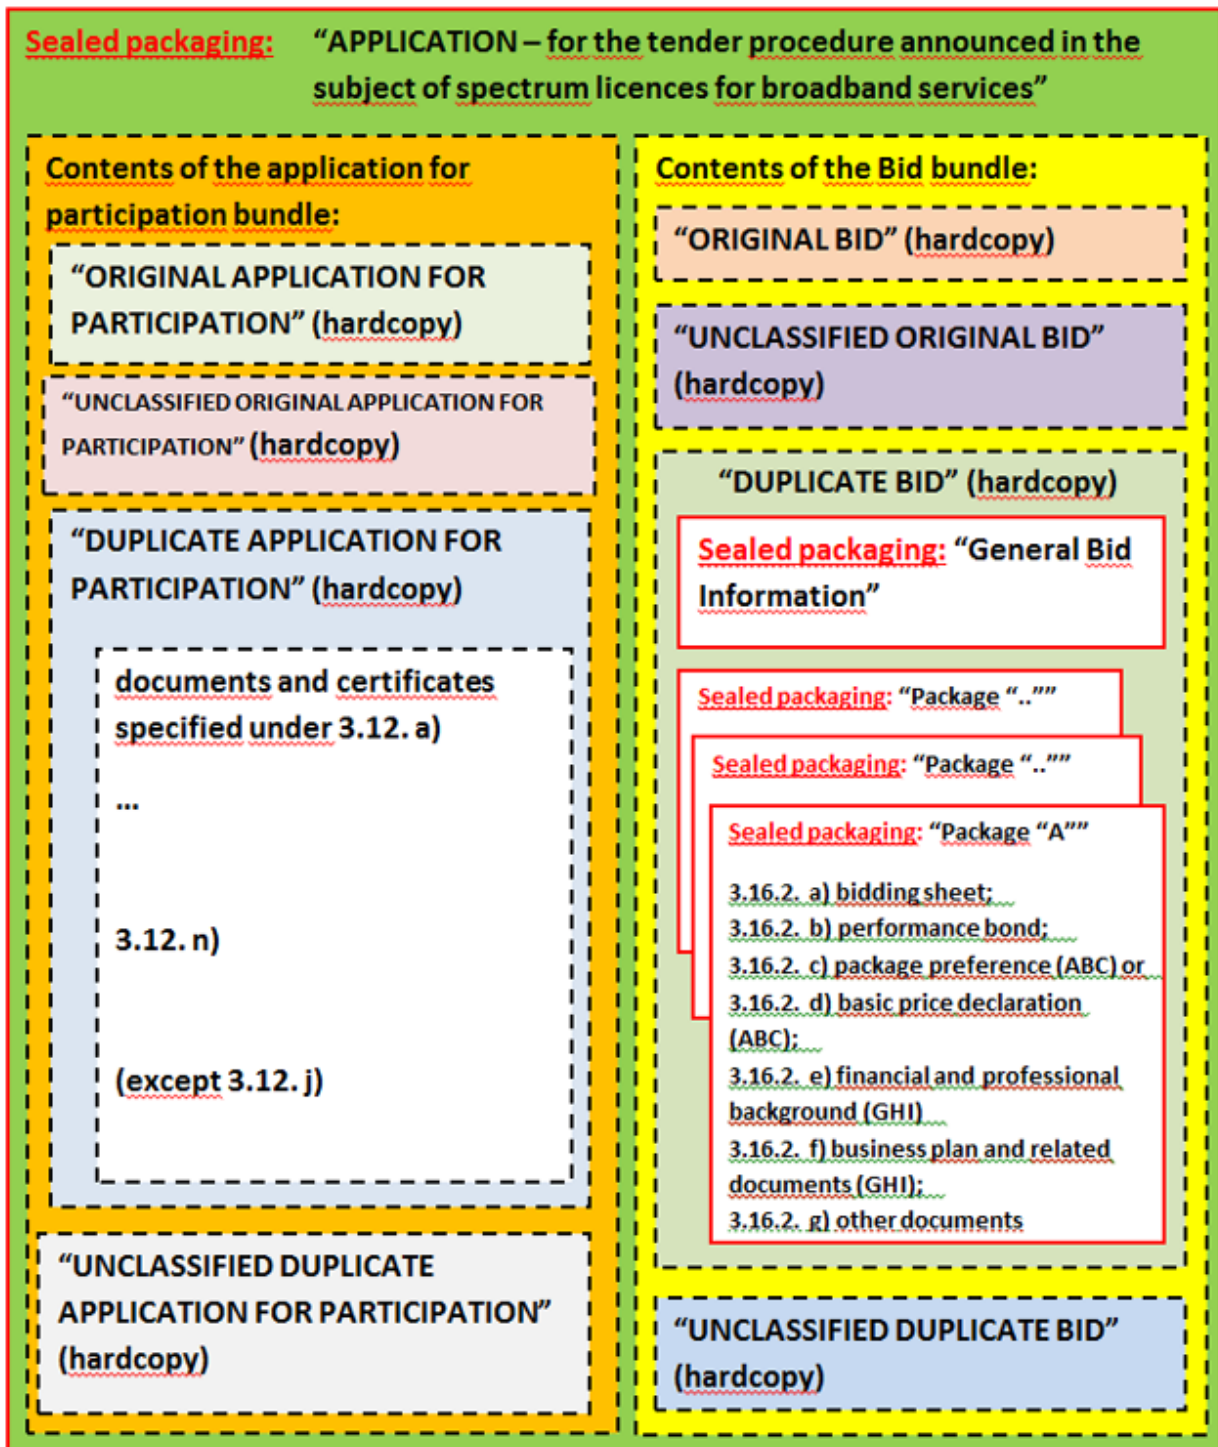 Sealed packaging: “APPLICATION – for the tender procedure announced in the
subject of spectrum licences for broadband services”
Contents of the application for
participation bundle:
“ORIGINAL APPLICATION FOR
PARTICIPATION” (hardcopy)
“UNCLASSIFIED ORIGINAL APPLICATION FOR
PARTICIPATION” (hardcopy)
“DUPLICATE APPLICATION FOR
PARTICIPATION” (hardcopy)
documents and certificates
specified under 3.12. a)
...
3.12. n)
(except 3.12. j)
“UNCLASSIFIED DUPLICATE
APPLICATION FOR PARTICIPATION”
(hardcopy)
Contents of the Bid bundle:
“ORIGINAL BID” (hardcopy)
“UNCLASSIFIED ORIGINAL BID”
(hardcopy)
“DUPLICATE BID” (hardcopy)
Sealed packaging: “General Bid
Information”
Sealed packaging: “Package “..””
Sealed packaging: “Package “..””
Sealed packaging: “Package “A””
3.16.2. a) bidding sheet;
3.16.2. b) performance bond;
3.16.2. c) package preference (ABC) or
3.16.2. d) basic price declaration
(ABC);
3.16.2. e) financial and professional
background (GHI)
3.16.2. f) business plan and related
documents (GHI);
3.16.2. g) other documents
“UNCLASSIFIED DUPLICATE BID”
(hardcopy)